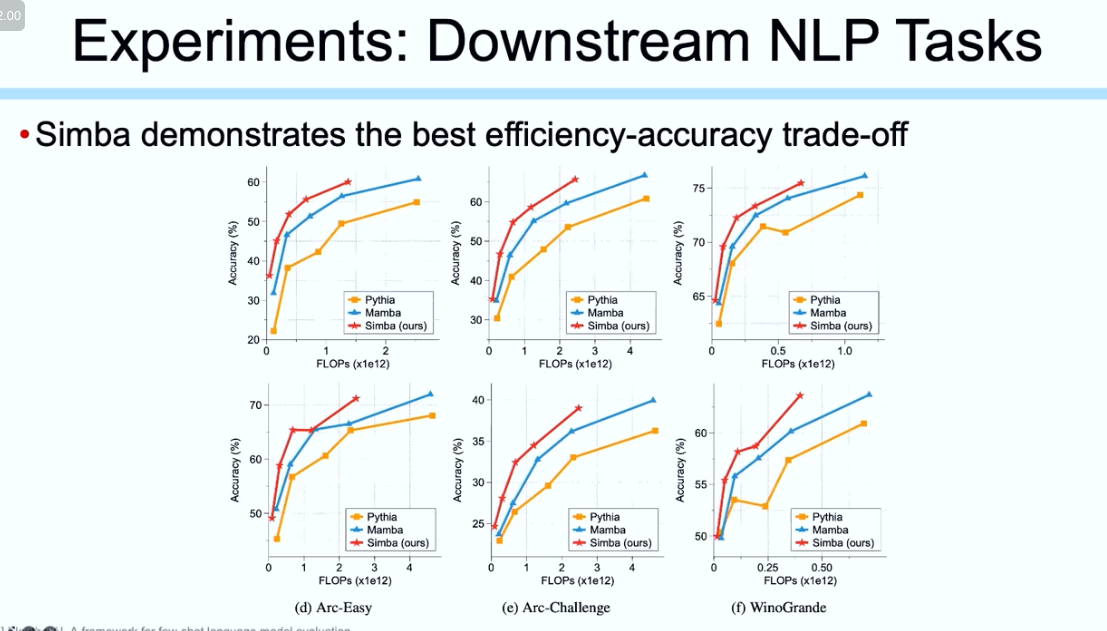 2.00
Experiments: Downstream NLP Tasks
• Simba demonstrates the best efficiency-accuracy trade-off
60
50
40
30
20
Accuracy (%)
0 1 2
FLOPs (x1e12)
Pythia
Mamba
Simba (ours)
60
50
40
30
Accuracy (%)
0 1 2 3 4
FLOPs (x1e12)
Pythia
Mamba
Simba (ours)
75
70
65
Accuracy (%)
0 0.5 1.0
FLOPs (x1e12)
Pythia
Mamba
Simba (ours)
70
60
50
Accuracy (%)
0 1 2 3 4
FLOPs (x1e12)
Pythia
Mamba
Simba (ours)
(d) Arc-Easy
40
35
30
25
Accuracy (%)
0 1 2 3 4
FLOPs (x1e12)
Pythia
Mamba
Simba (ours)
(e) Arc-Challenge
60
55
50
Accuracy (%)
0 0.25 0.50
FLOPs (x1e12)
Pythia
Mamba
Simba (ours)
(f) WinoGrande
A framework for few-shot language model evaluation